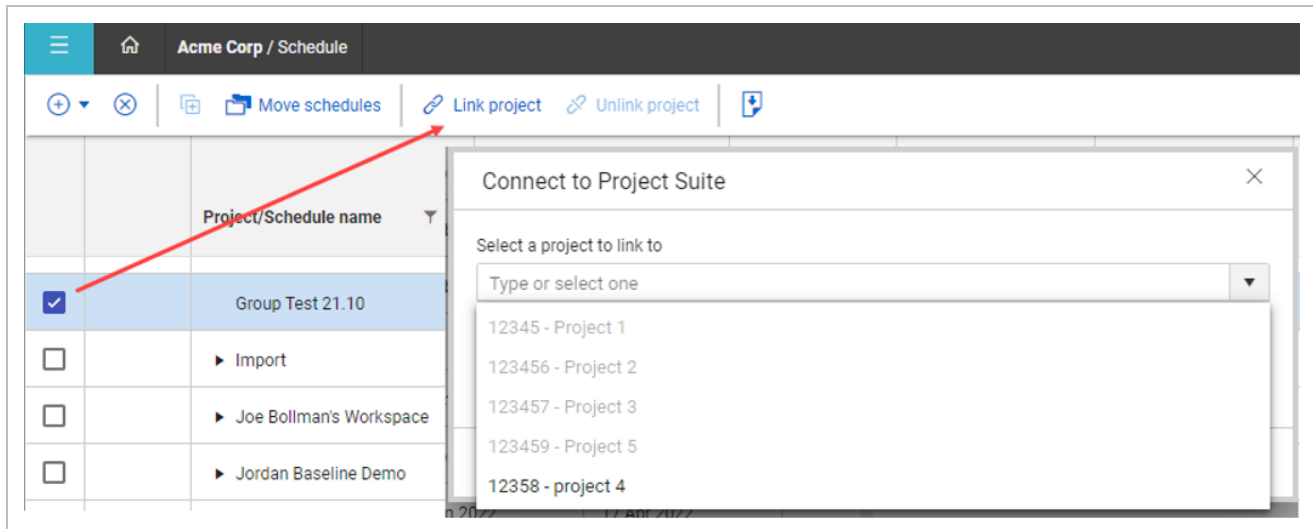 Acme Corp / Schedule
Move schedules Link project Unlink project
Connect to Project Suite
Project/Schedule name
Select a project to link to
Type or select one
Group Test 21.10
12345 - Project 1
123456 - Project 2
Import
123457 - Project 3
Joe Bollman's Workspace
123459 - Project 5
Jordan Baseline Demo
12358 - project 4
2022 17 Apr 2022